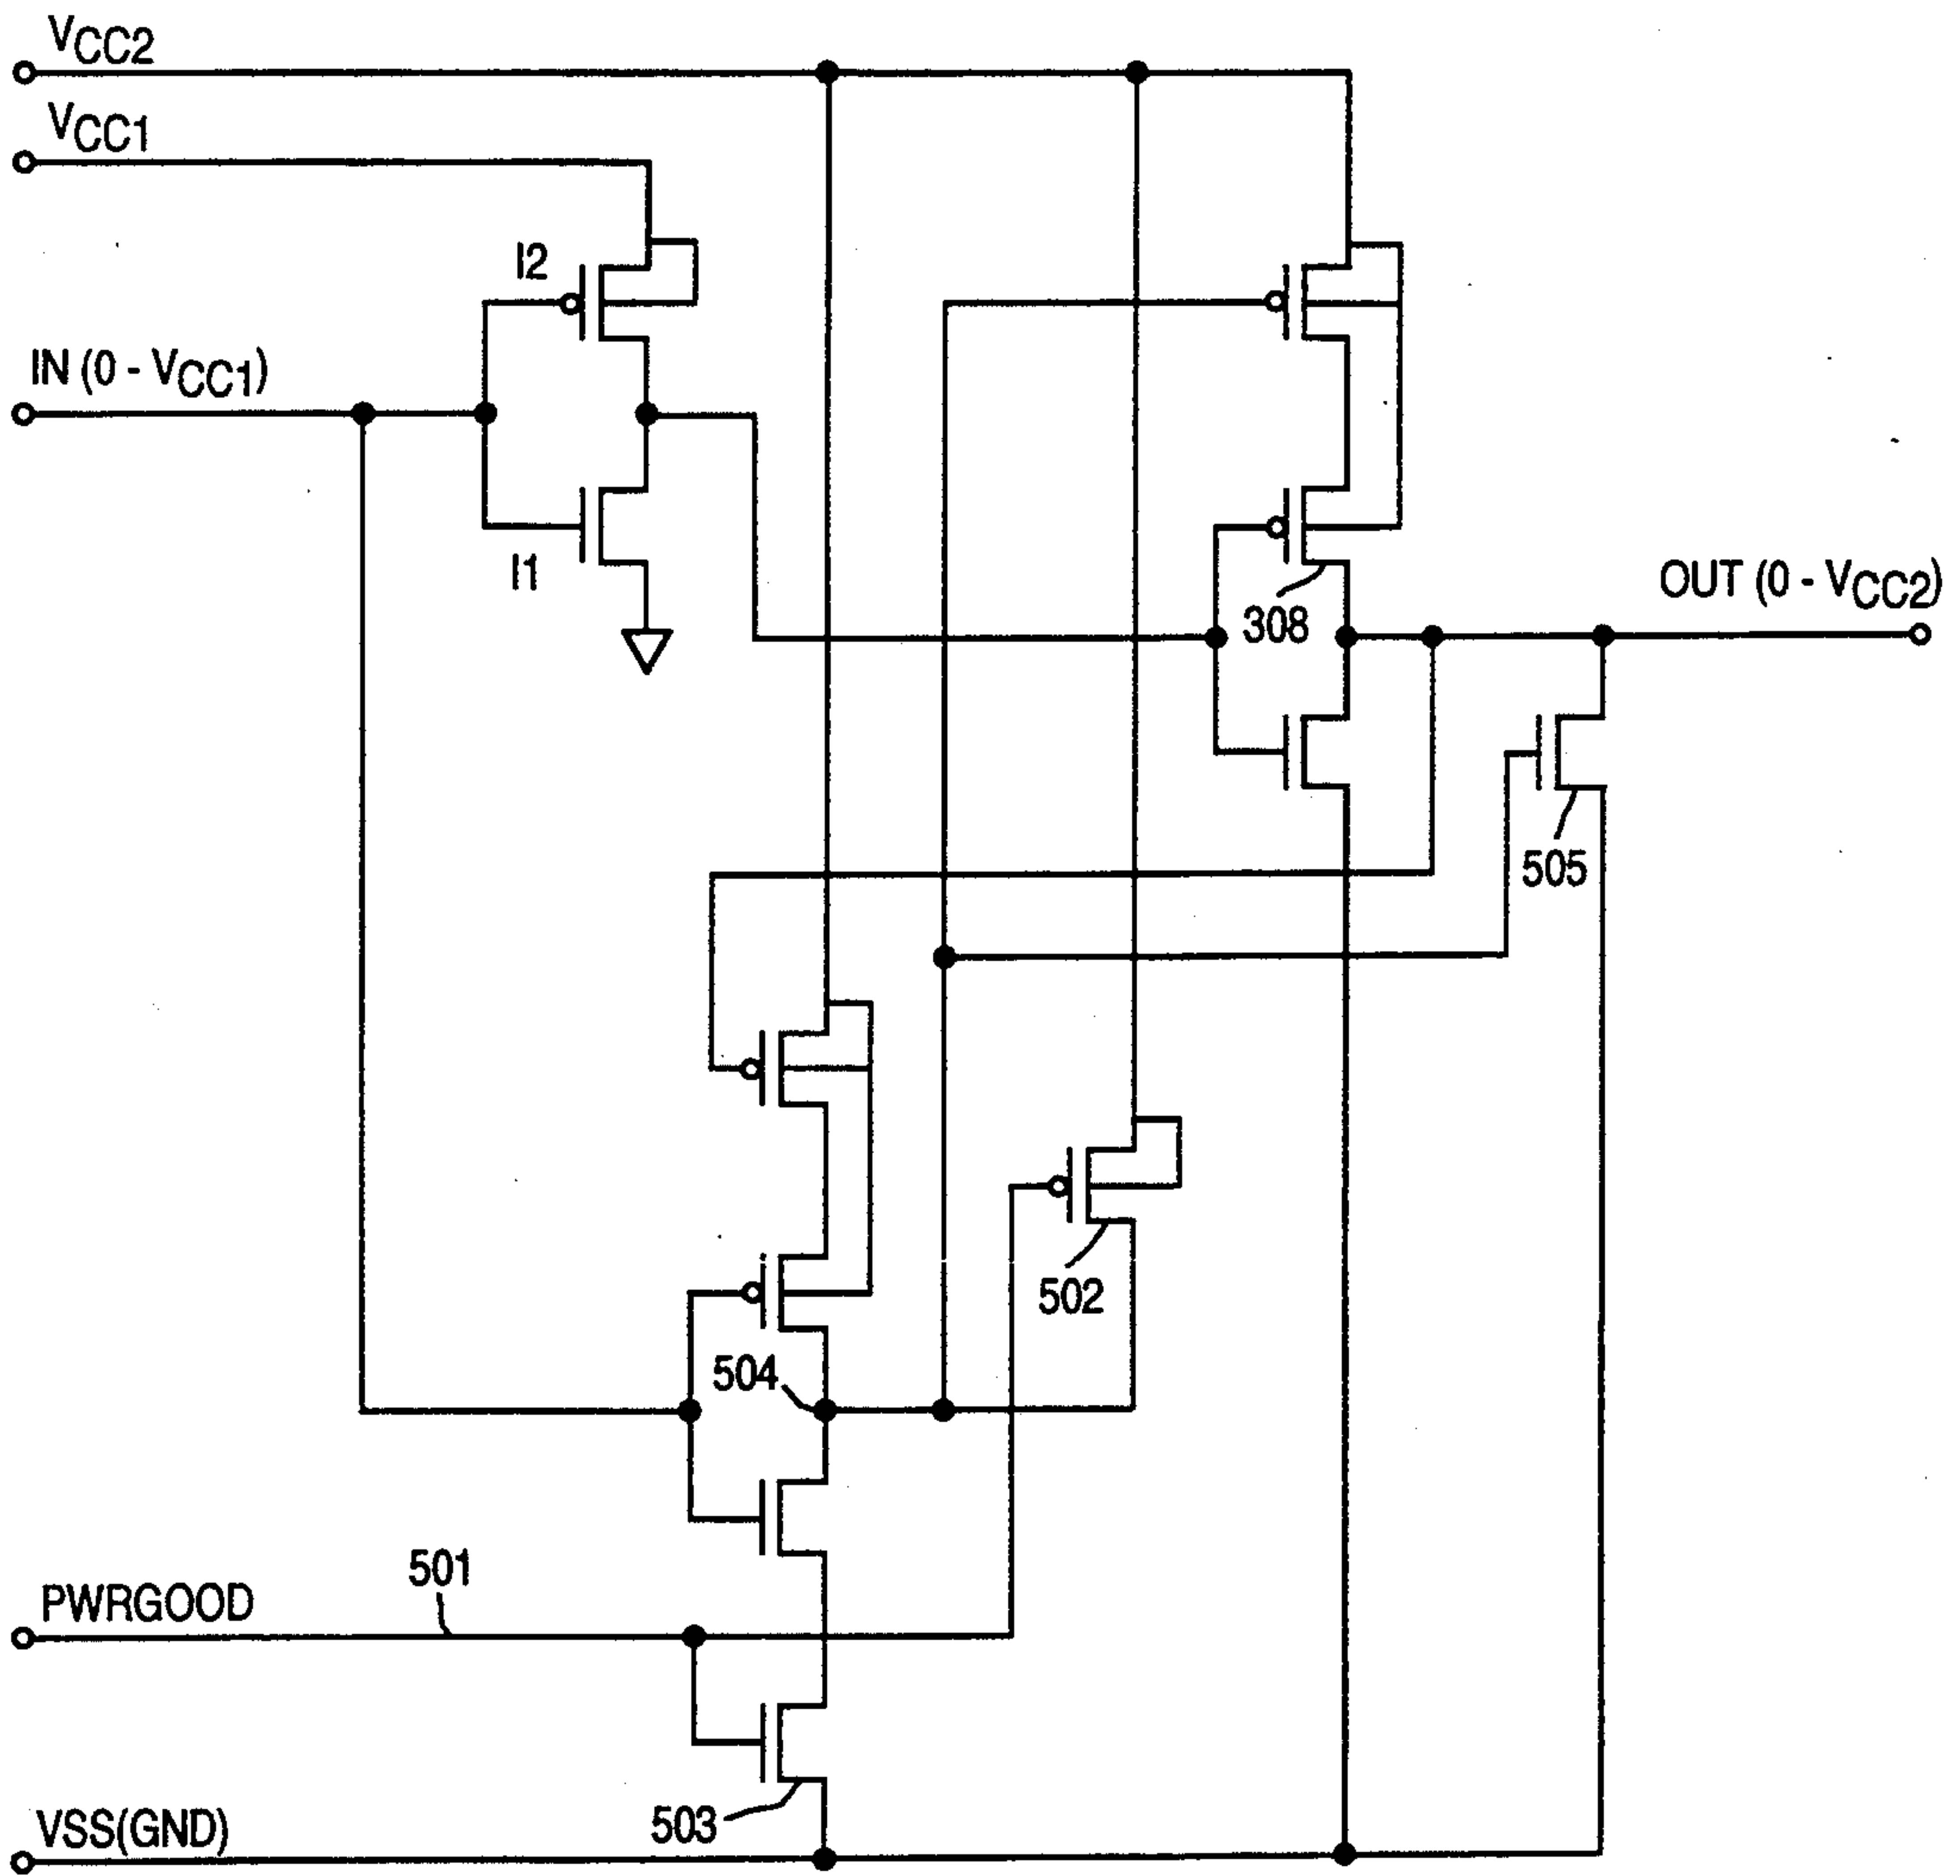 VCC2
VCC1
I2
IN (0 - VCC1)
I1
308
OUT (0 - VCC2)
505
502
504
501
PWRGOOD
503
VSS(GND)